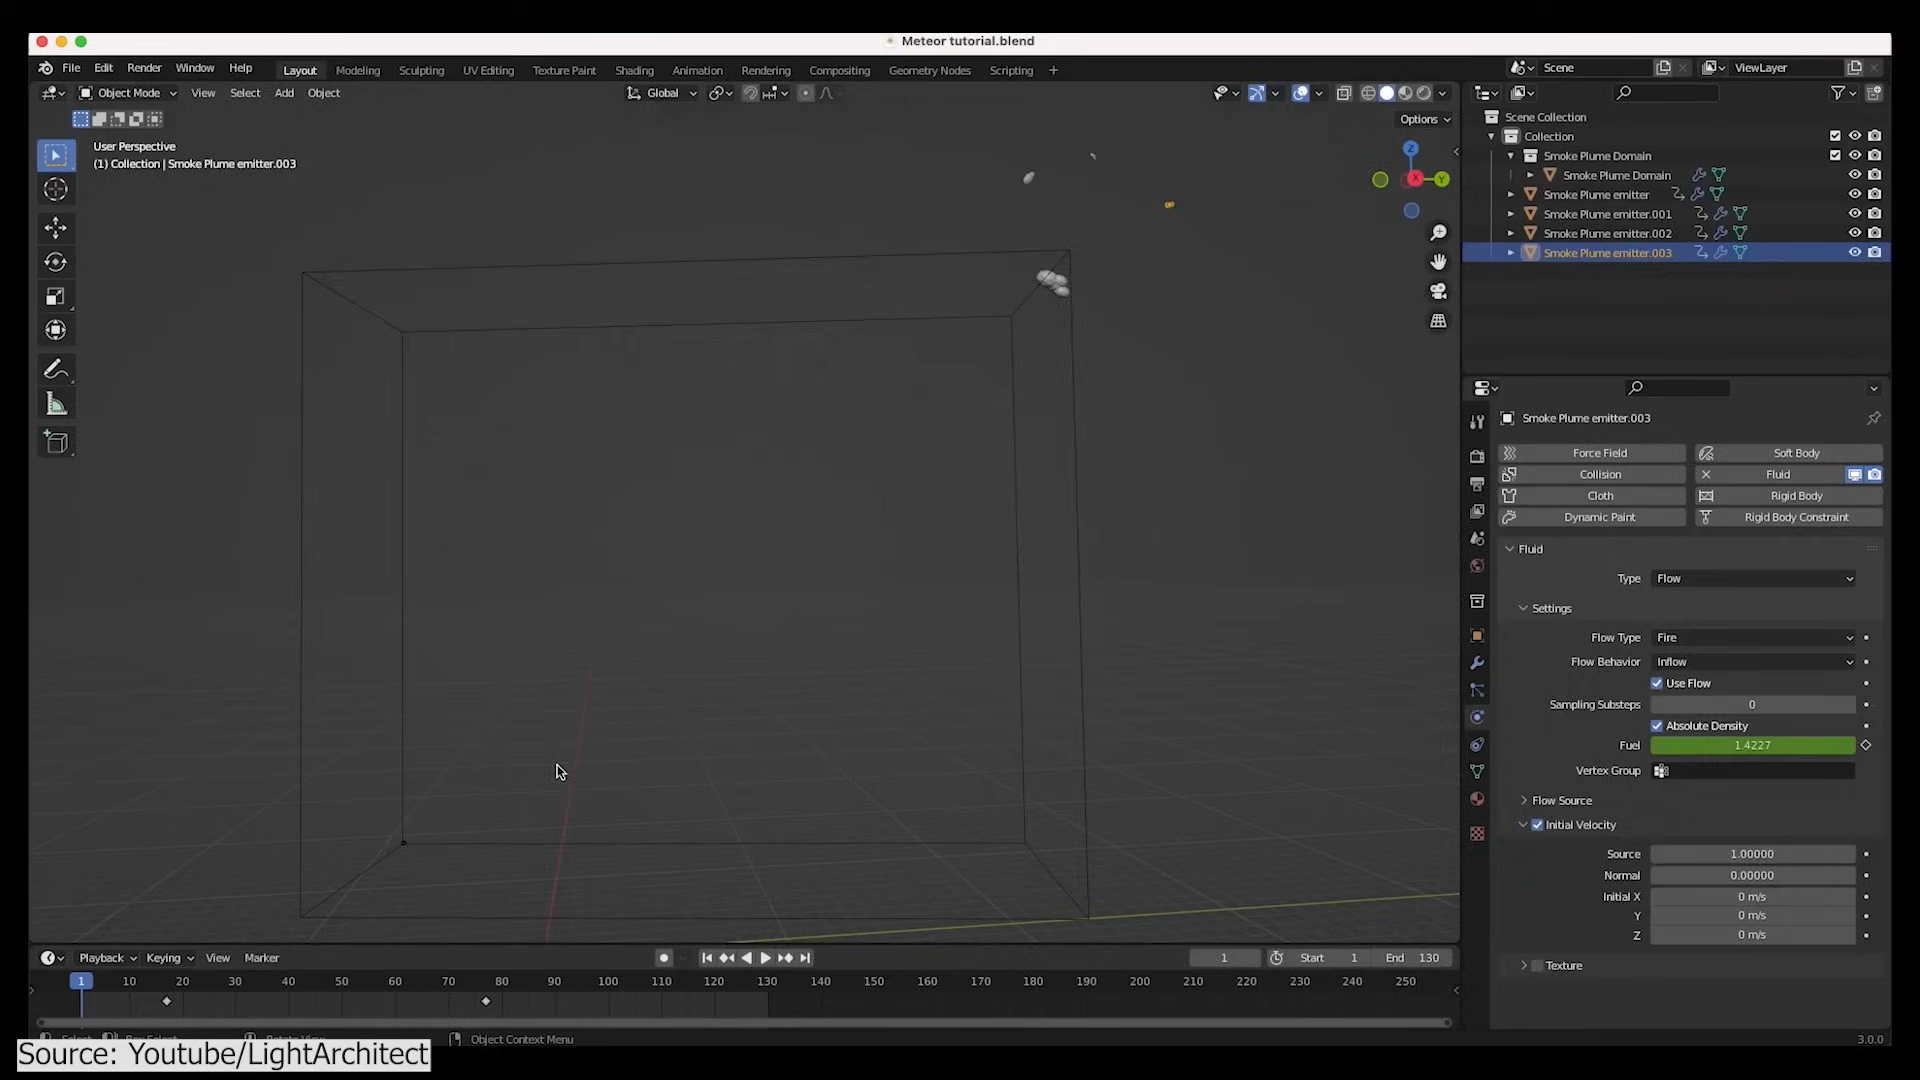 Meteor tutorial.blend
File Edit Render Window Help Layout Modeling Sculpting UV Editing Texture Paint Shading Animation Rendering Compositing Geometry Nodes Scripting + Scene ViewLayer
Object Mode View Select Add Object Global
Options
User Perspective
(1) Collection | Smoke Plume emitter.003
Z
X
Y
Scene Collection
Collection
Smoke Plume Domain
Smoke Plume Domain
Smoke Plume emitter
Smoke Plume emitter.001
Smoke Plume emitter.002
Smoke Plume emitter.003
Smoke Plume emitter.003
Force Field Soft Body
Collision Fluid
Cloth Rigid Body
Dynamic Paint Rigid Body Constraint
Fluid
Type Flow
Settings
Flow Type Fire
Flow Behavior Inflow
Use Flow
Sampling Substeps 0
Absolute Density
Fuel 1.4227
Vertex Group
Flow Source
Initial Velocity
Source 1.00000
Normal 0.00000
Initial X 0 m/s
Y 0 m/s
Z 0 m/s
Texture
Playback Keying View Marker 1 Start 1 End 130
1 10 20 30 40 50 60 70 80 90 100 110 120 130 140 150 160 170 180 190 200 210 220 230 240 250
Object Context Menu 3.0.0
Source: Youtube/LightArchitect